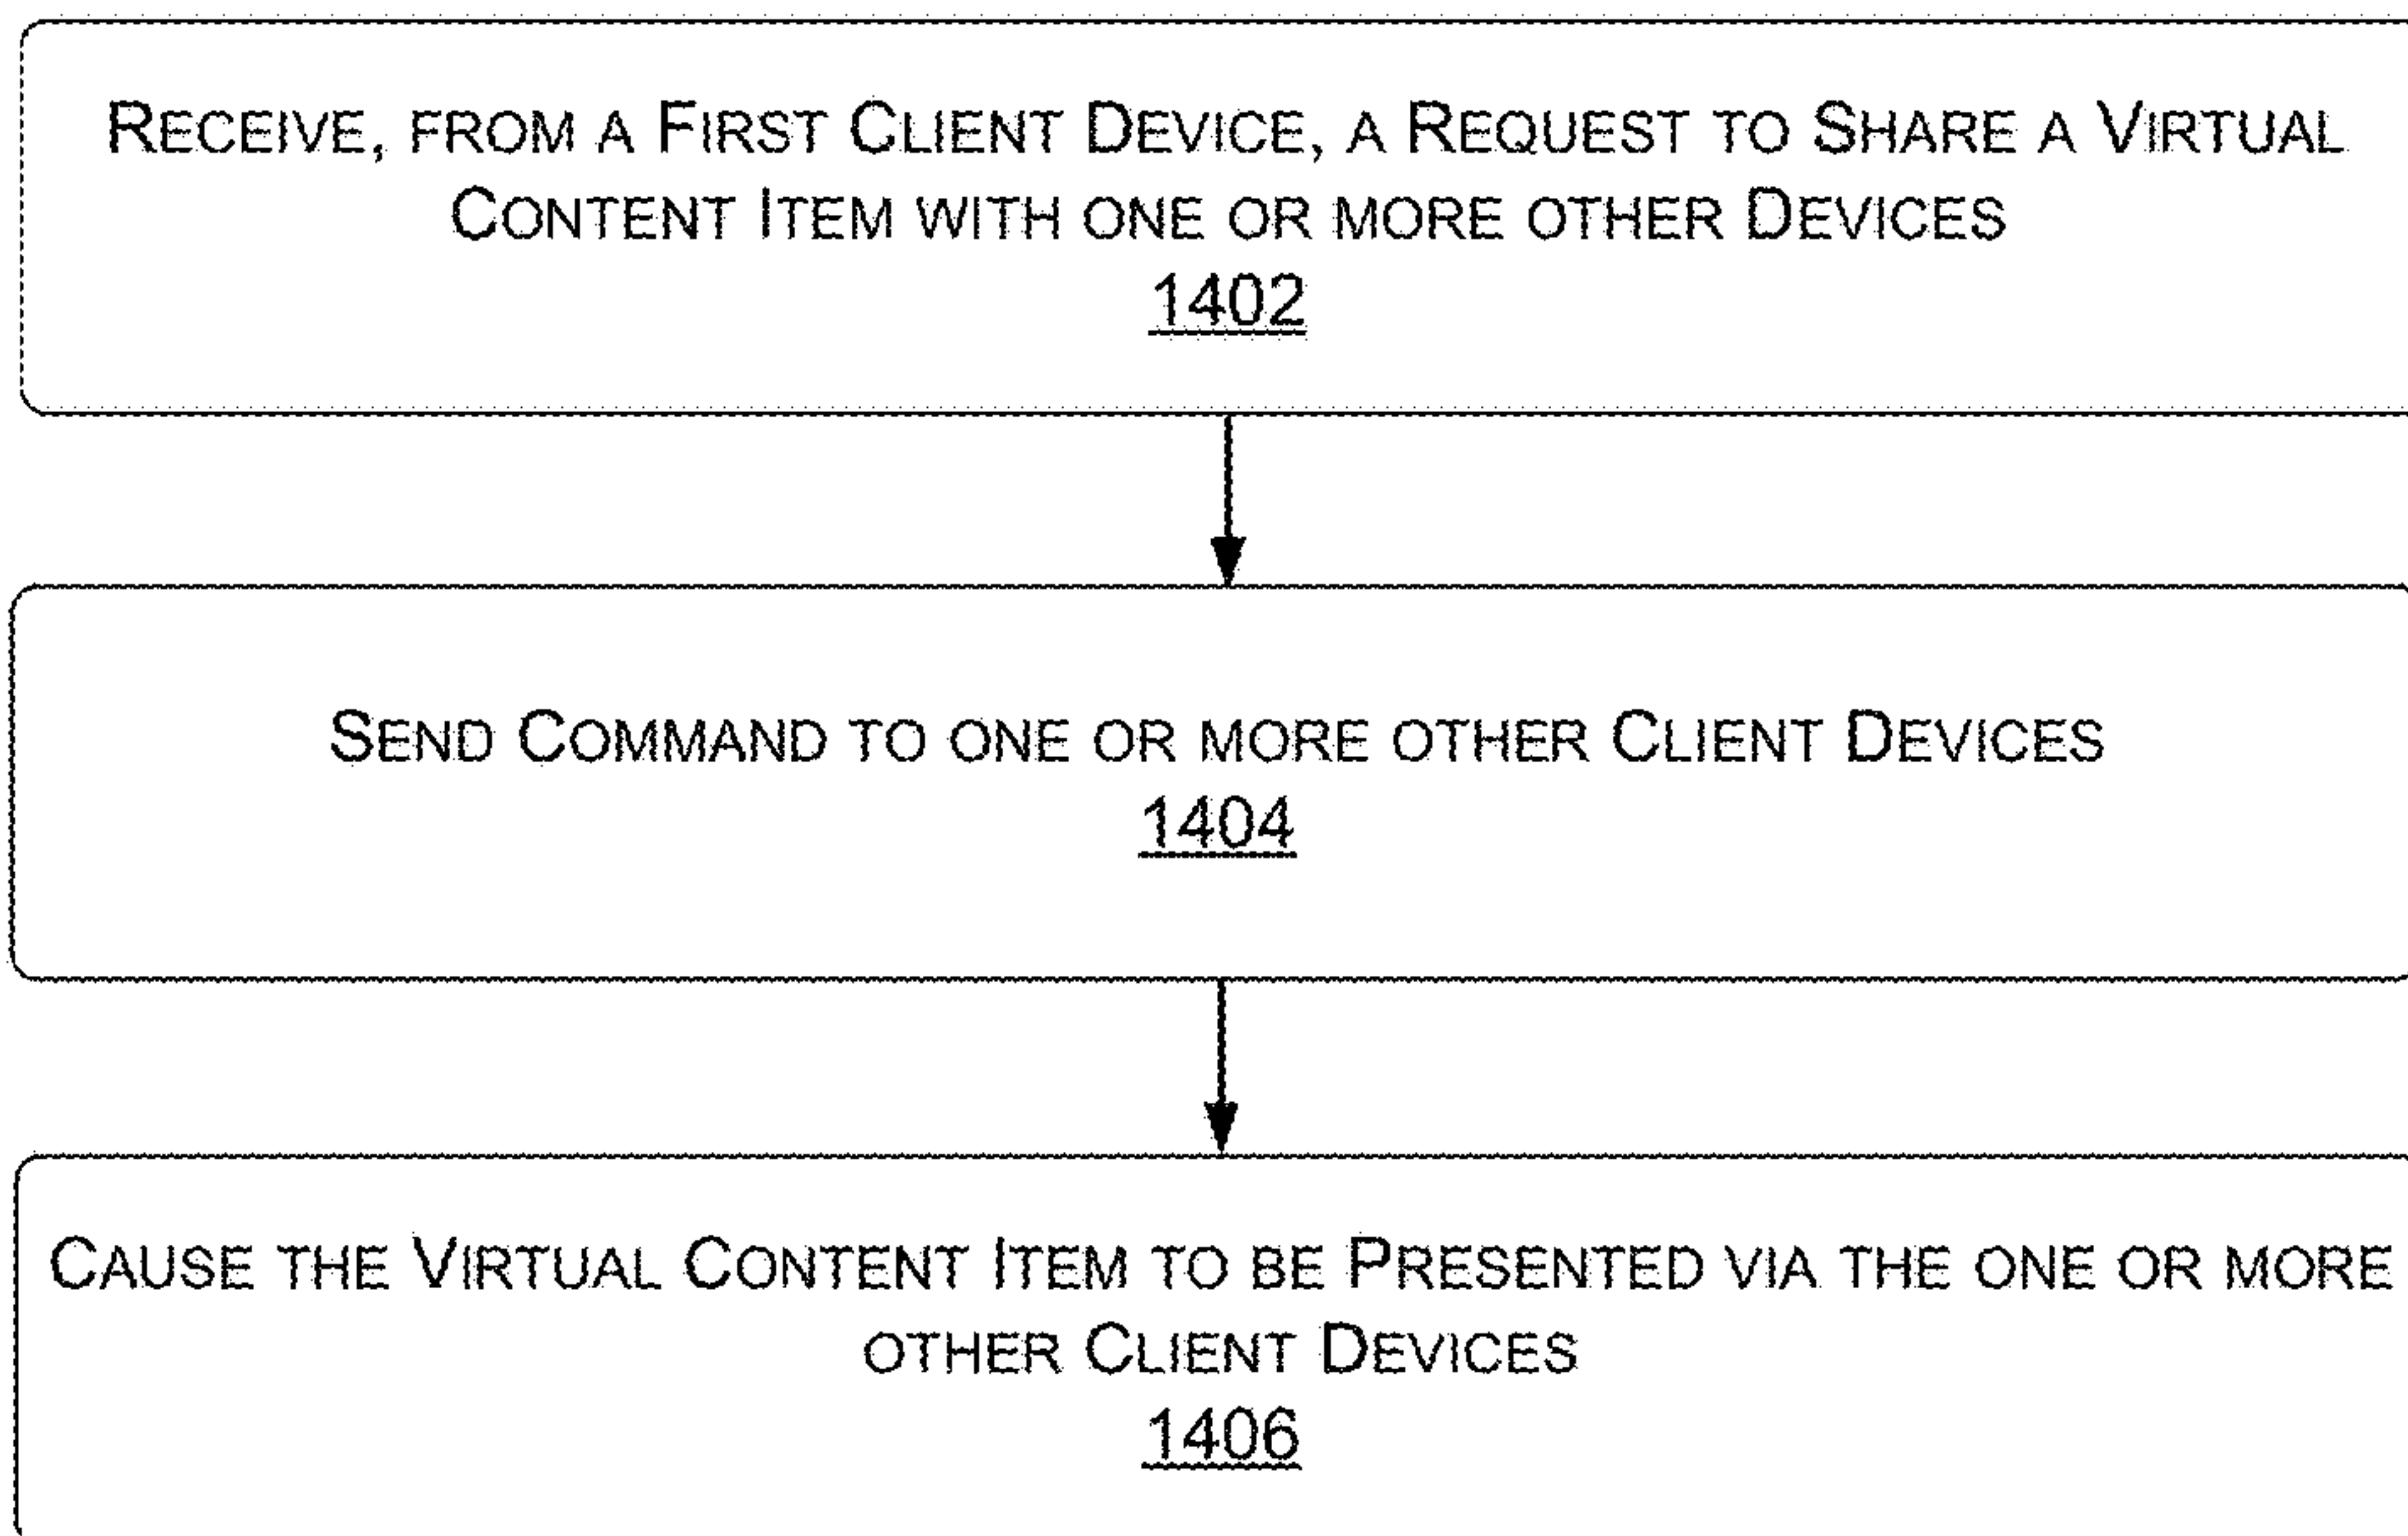 RECEIVE, FROM A FIRST CLIENT DEVICE, A REQUEST TO SHARE A VIRTUAL
CONTENT ITEM WITH ONE OR MORE OTHER DEVICES
1402
SEND COMMAND TO ONE OR MORE OTHER CLIENT DEVICES
1404
CAUSE THE VIRTUAL CONTENT ITEM TO BE PRESENTED VIA THE ONE OR MORE
OTHER CLIENT DEVICES
1406